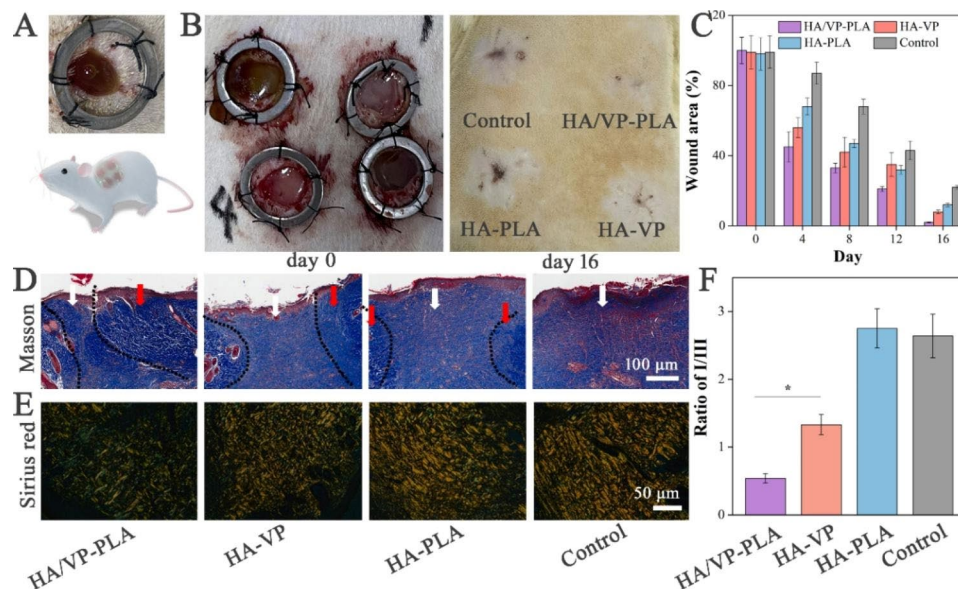 A
B
Control
HA/VP-PLA
HA-PLA
HA-VP
4
day 0
day 16
C
HA/VP-PLA
HA-VP
HA-PLA
Control
Wound area (%)
120
80
40
0
0
4
8
12
16
Day
D
Masson
100 μm
E
Sirius red
50 μm
HA/VP-PLA
HA-VP
HA-PLA
Control
F
Ratio of I/III
3
2
1
0
*
HA/VP-PLA
HA-VP
HA-PLA
Control